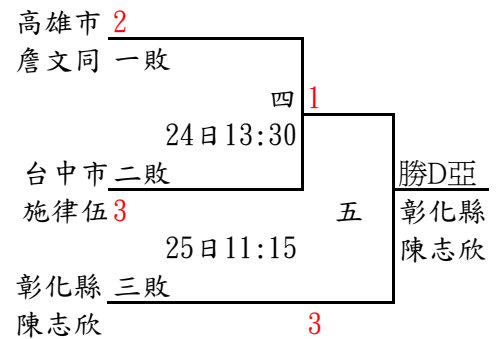 高雄市 2
詹文同 一敗
四 1
24日13:30
台中市 二敗
勝D亞
施律伍 3
五
彰化縣
25日11:15
陳志欣
彰化縣 三敗
陳志欣
3